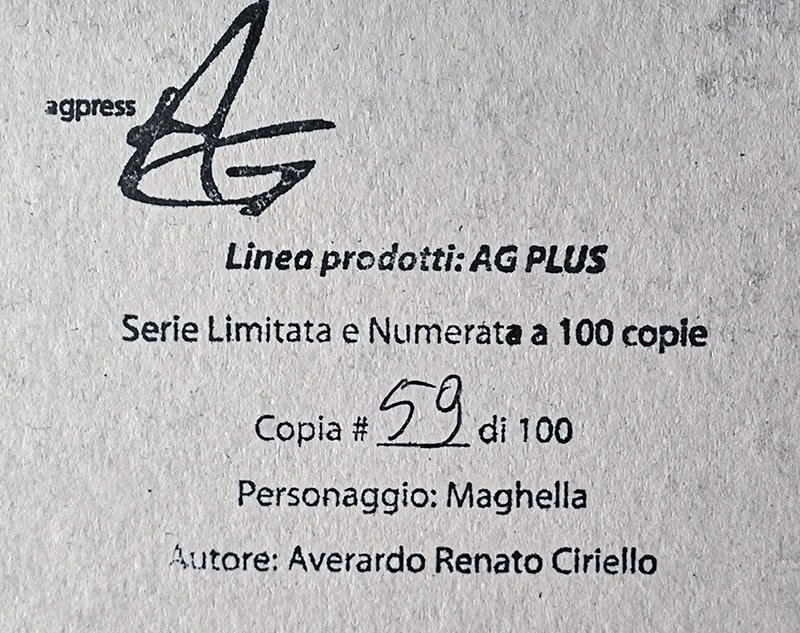 agpress AG
Linea prodotti: AG PLUS
Serie Limitata e Numerata a 100 copie
Copia # 59 di 100
Personaggio: Maghella
Autore: Averardo Renato Ciriello